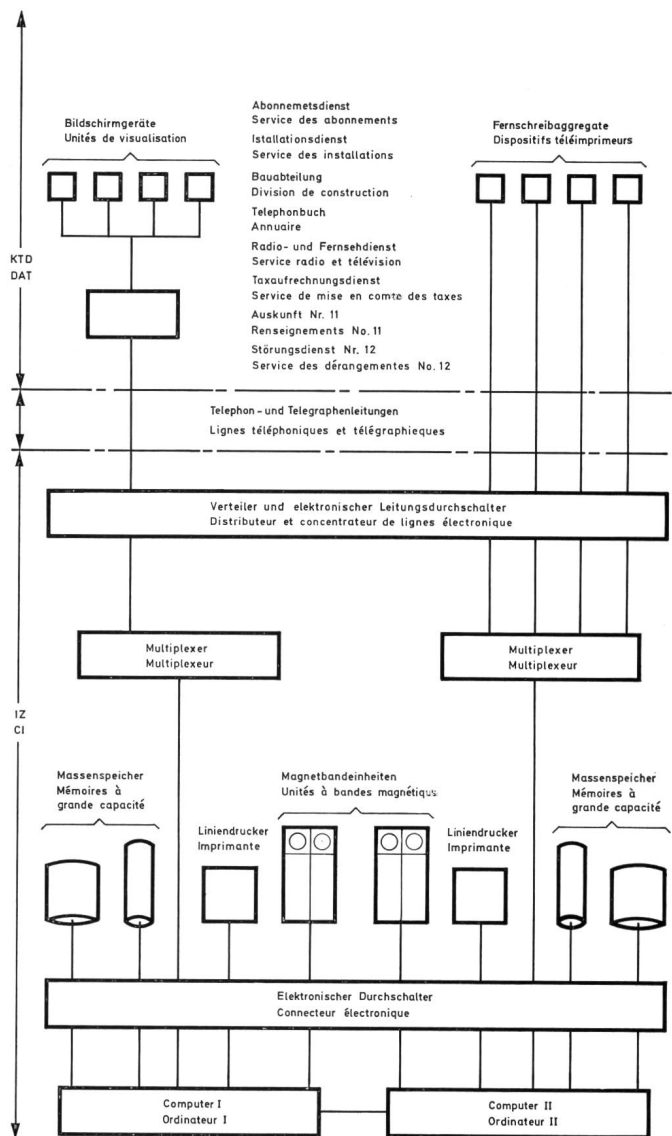 Bildschirmgeräte
Unités de visualisation
Abonnemetsdienst
Service des abonnements
Istallationsdienst
Service des installations
Bauabteilung
Division de construction
Telephonbuch
Annuaire
Radio- und Fernsehdienst
Service radio et télévision
Taxaufrechnungsdienst
Service de mise en comte des taxes
Auskunft Nr. 11
Renseignements No. 11
Störungsdienst Nr. 12
Service des dérangementes No. 12
Fernschreibaggregate
Dispositifs téléimprimeurs
KTD
DAT
Telephon- und Telegraphenleitungen
Lignes téléphoniques et télégraphieques
Verteiler und elektronischer Leitungsdurchschalter
Distributeur et concentrateur de lignes électronique
Multiplexer
Multiplexeur
Multiplexer
Multiplexeur
IZ
CI
Massenspeicher
Mémoires à
grande capacité
Liniendrucker
Imprimante
Magnetbandeinheiten
Unités à bandes magnétique
Liniendrucker
Imprimante
Massenspeicher
Mémoires à
grande capacité
Elektronischer Durchschalter
Connecteur électronique
Computer I
Ordinateur I
Computer II
Ordinateur II